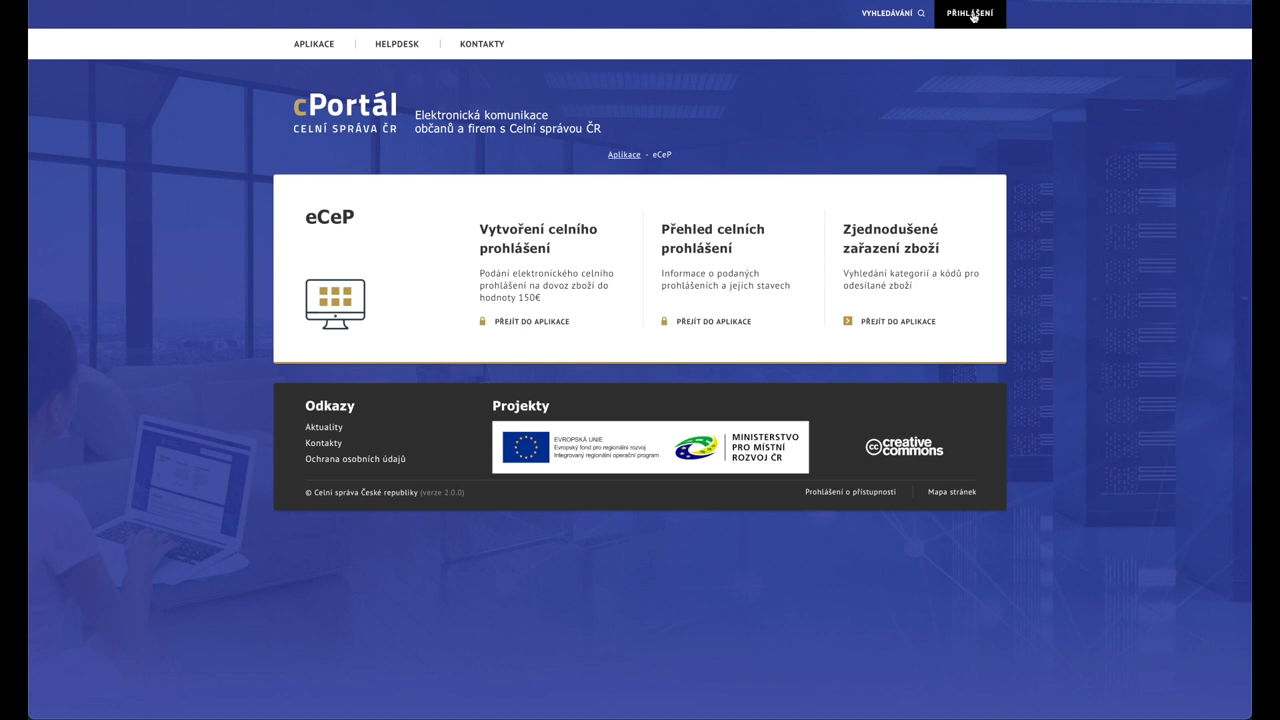 VYHLEDÁVÁNÍ
PŘIHLÁŠENÍ
APLIKACE
HELPDESK
KONTAKTY
cPortál
CELNÍ SPRÁVA ČR
Elektronická komunikace
občanů a firem s Celní správou ČR
Aplikace - eCeP
eCeP
Vytvoření celního
prohlášení
Podání elektronického celního
prohlášení na dovoz zboží do
hodnoty 150€
PŘEJÍT DO APLIKACE
Přehled celních
prohlášení
Informace o podaných
prohlášeních a jejich stavech
PŘEJÍT DO APLIKACE
Zjednodušené
zařazení zboží
Vyhledání kategorií a kódů pro
odesílané zboží
PŘEJÍT DO APLIKACE
Odkazy
Aktuality
Kontakty
Ochrana osobních údajů
Projekty
EVROPSKÁ UNIE
Evropský fond pro regionální rozvoj
Integrovaný regionální operační program
MINISTERSTVO
PRO MÍSTNÍ
ROZVOJ ČR
cc creative
commons
© Celní správa České republiky (verze 2.0.0)
Prohlášení o přístupnosti
Mapa stránek